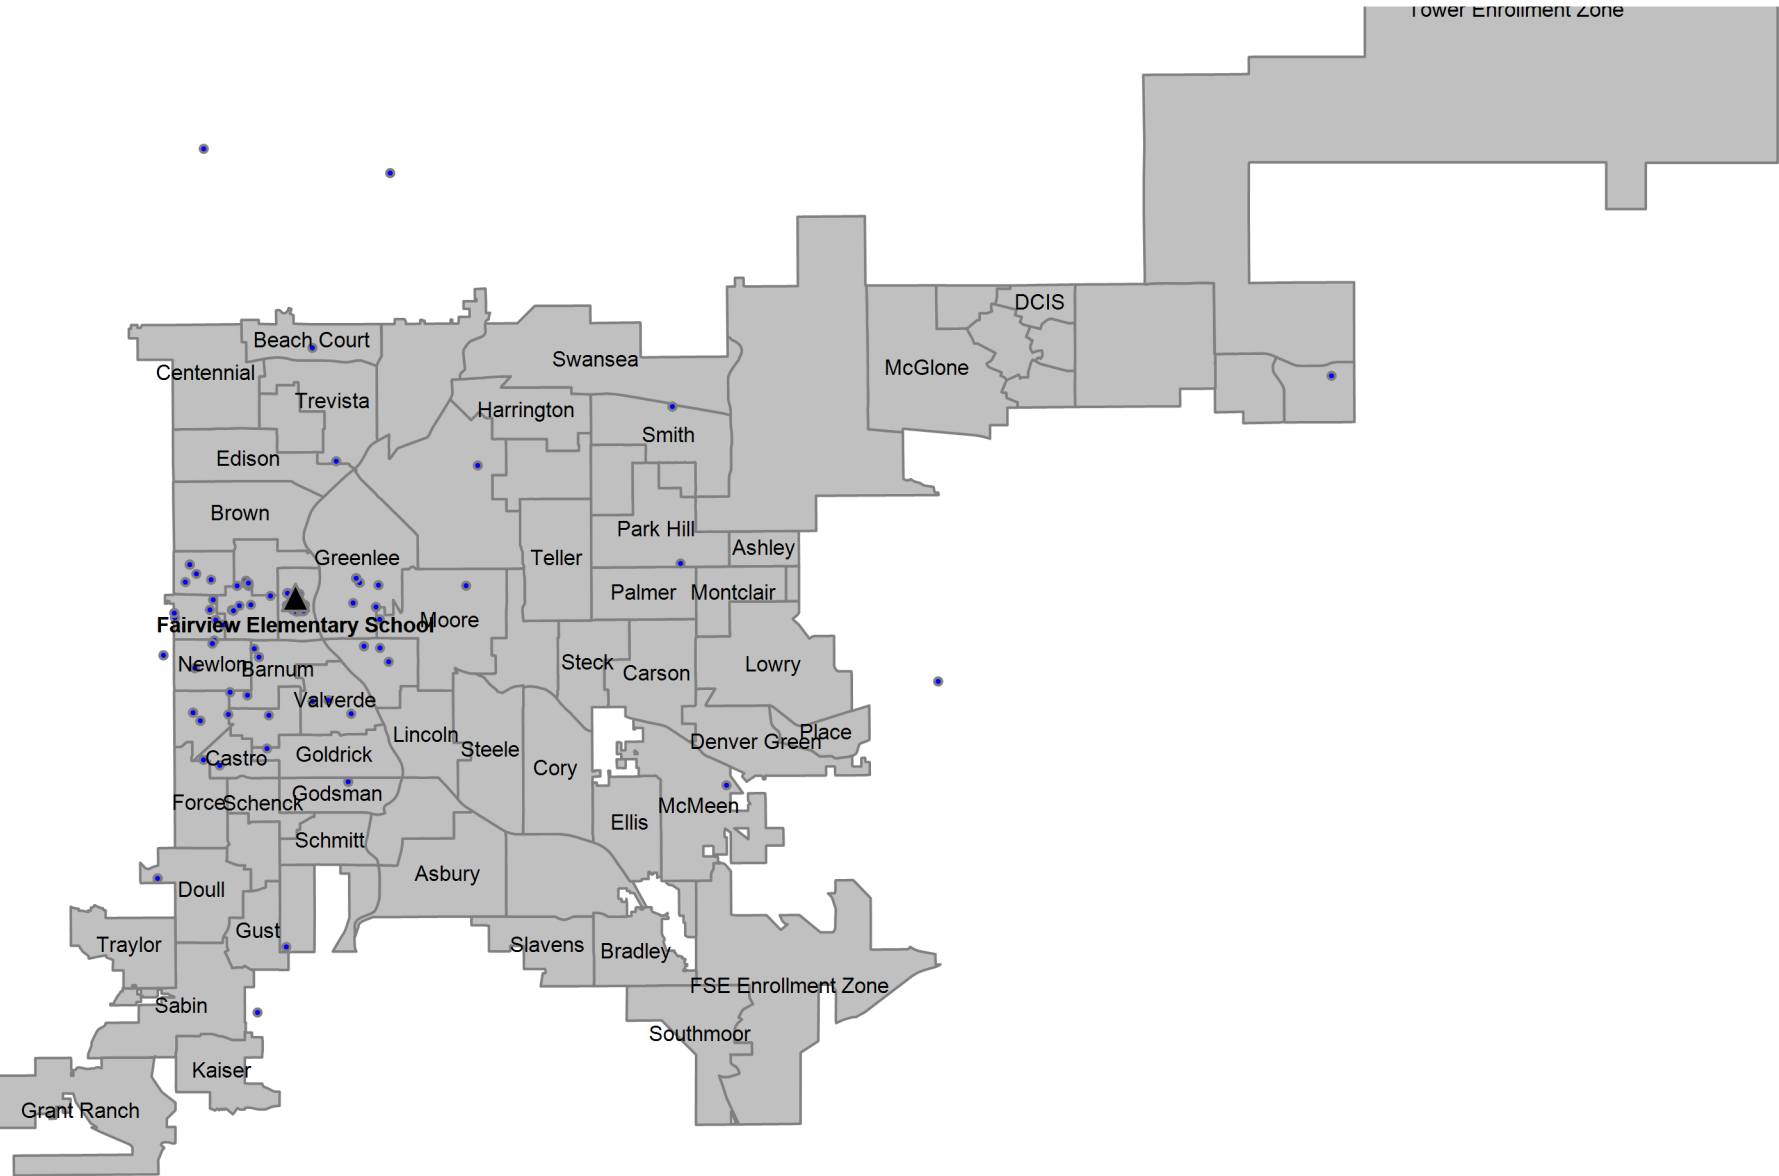 Tower Enrollment Zone
DCIS
Beach Court
Swansea
McGlone
Centennial
Trevista
Harrington
Smith
Edison
Brown
Park Hill
Ashley
Greenlee
Teller
Palmer
Montclair
Moore
Fairview Elementary School
Newlon
Barnum
Steck
Carson
Lowry
Valverde
Lincoln
Steele
Denver Green
Place
Castro
Goldrick
Cory
Force
Schenck
Godsman
McMeen
Ellis
Schmitt
Asbury
Doull
Gust
Traylor
Slavens
Bradley
FSE Enrollment Zone
Sabin
Southmoor
Kaiser
Grant Ranch